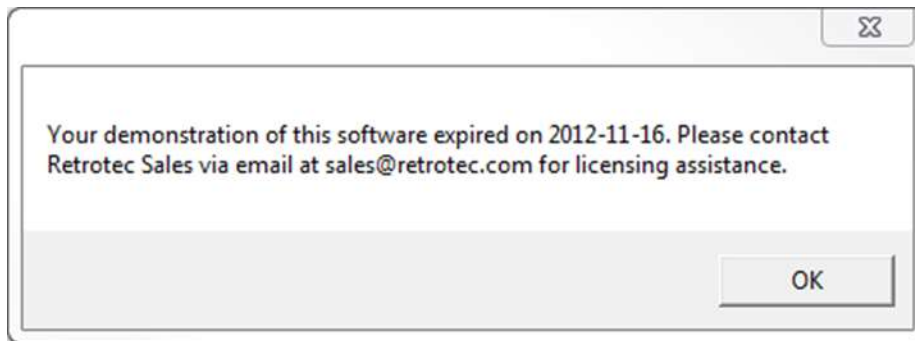 Your demonstration of this software expired on 2012-11-16. Please contact
Retrotec Sales via email at sales@retrotec.com for licensing assistance.
OK